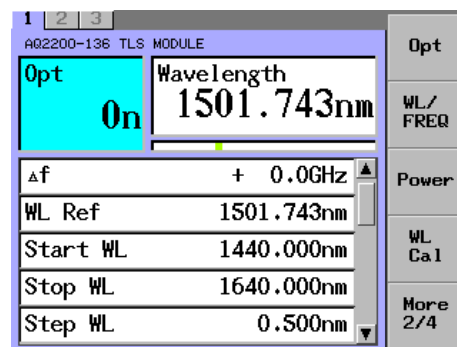 1 2 3
AQ2200-136 TLS MODULE
Opt
On
Wavelength
1501.743nm
▵f + 0.0GHz
WL Ref 1501.743nm
Start WL 1440.000nm
Stop WL 1640.000nm
Step WL 0.500nm
Opt
WL/
FREQ
Power
WL
Cal
More
2/4